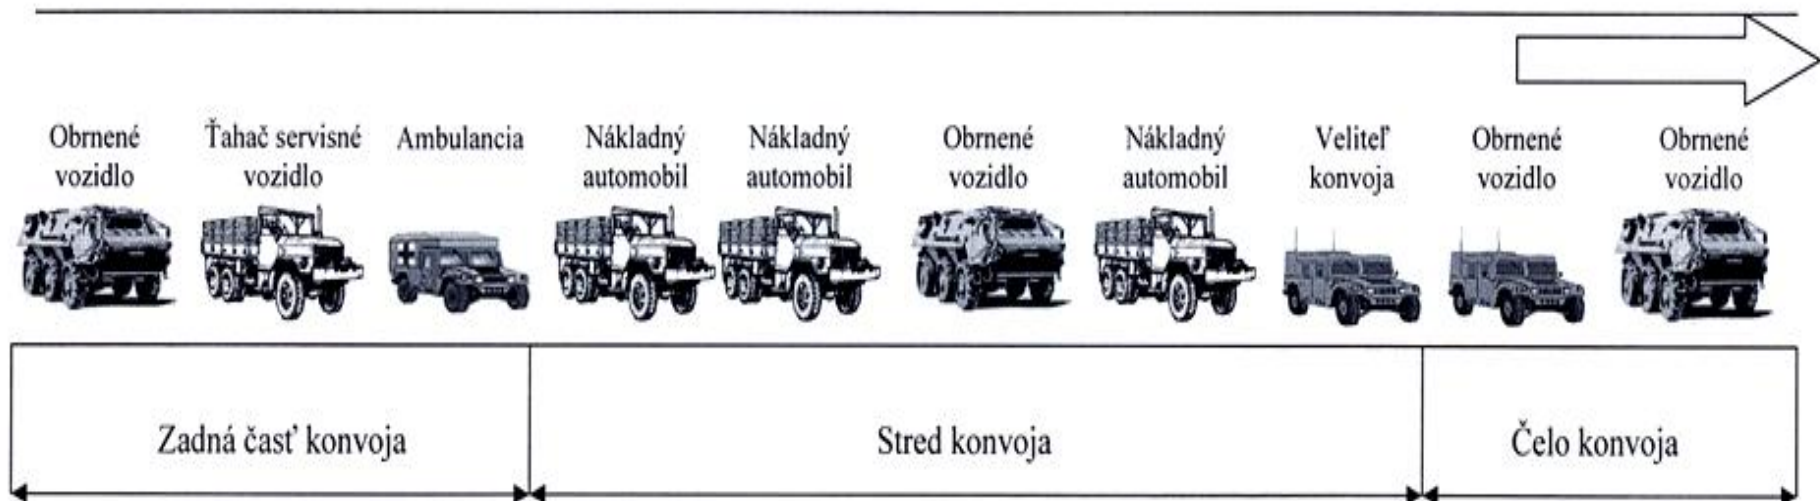 Obrnené
vozidlo
Ťahač servisné
vozidlo
Ambulancia
Nákladný
automobil
Nákladný
automobil
Obrnené
vozidlo
Nákladný
automobil
Veliteľ
konvoja
Obrnené
vozidlo
Obrnené
vozidlo
Zadná časť konvoja
Stred konvoja
Čelo konvoja